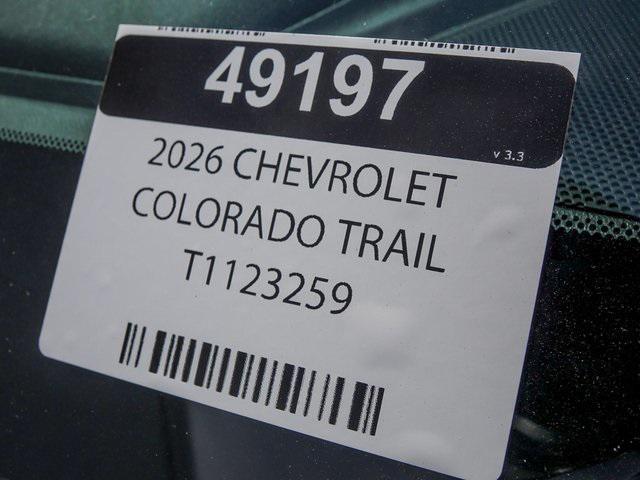 49197
v 3.3
2026 CHEVROLET
COLORADO TRAIL
T1123259